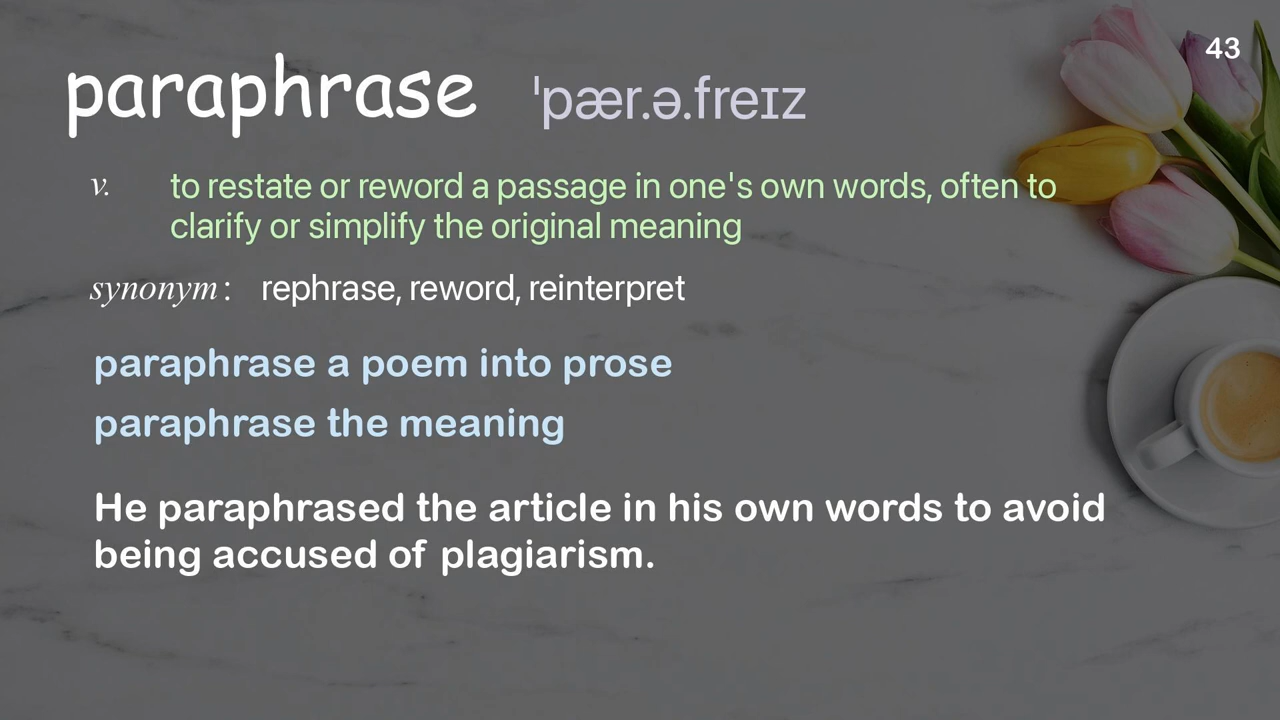 43
paraphrase ˈpær.ə.freɪz
v. to restate or reword a passage in one's own words, often to
clarify or simplify the original meaning
synonym: rephrase, reword, reinterpret
paraphrase a poem into prose
paraphrase the meaning
He paraphrased the article in his own words to avoid
being accused of plagiarism.